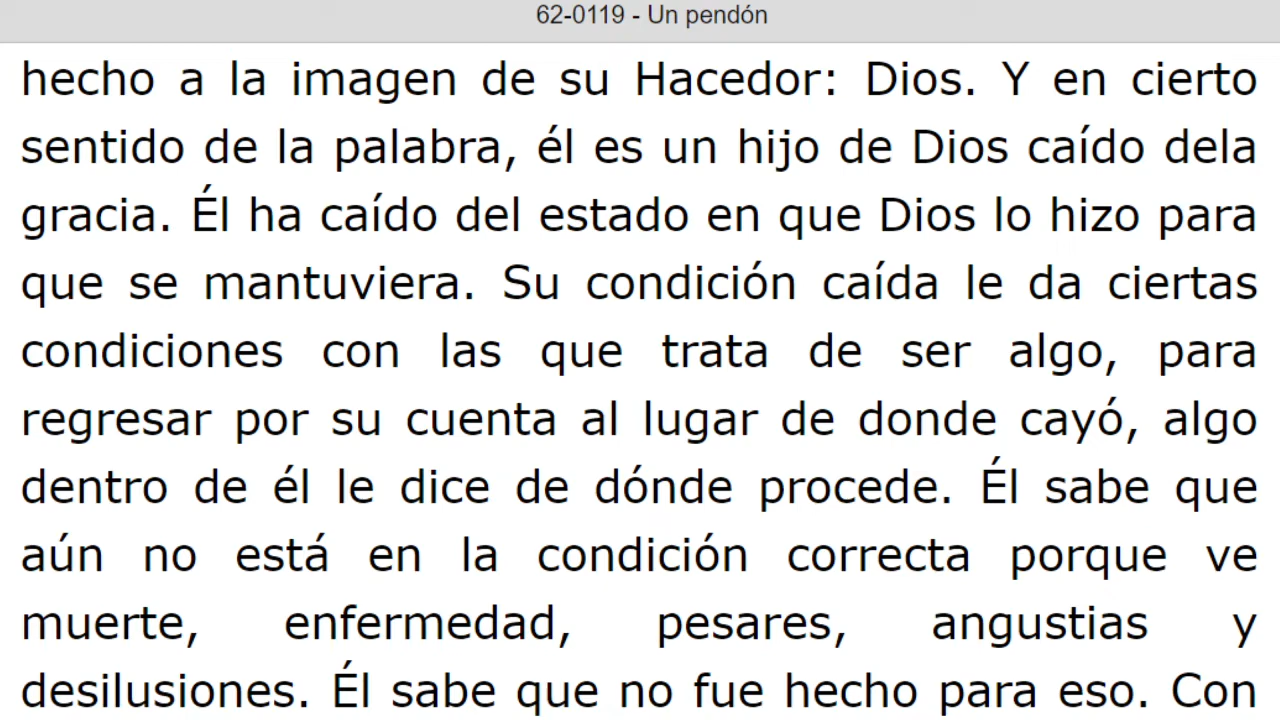 62-0119 - Un pendón
hecho a la imagen de su Hacedor: Dios. Y en cierto
sentido de la palabra, él es un hijo de Dios caído dela
gracia. Él ha caído del estado en que Dios lo hizo para
que se mantuviera. Su condición caída le da ciertas
condiciones con las que trata de ser algo, para
regresar por su cuenta al lugar de donde cayó, algo
dentro de él le dice de dónde procede. Él sabe que
aún no está en la condición correcta porque ve
muerte, enfermedad, pesares, angustias y
desilusiones. Él sabe que no fue hecho para eso. Con